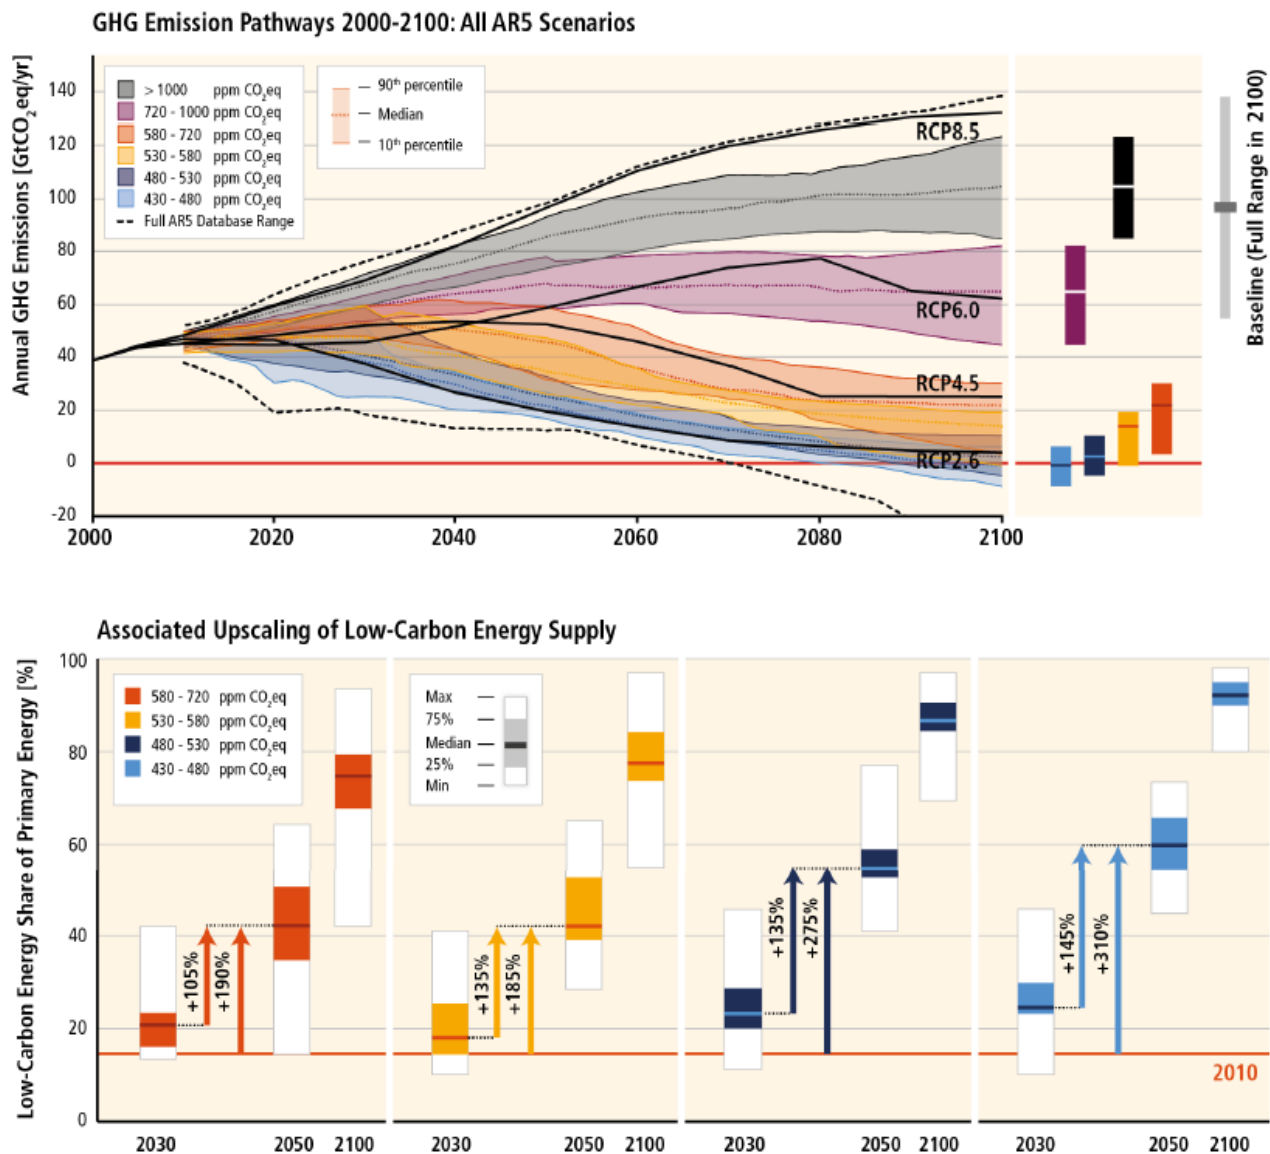 GHG Emission Pathways 2000-2100: All AR5 Scenarios
Annual GHG Emissions [GtCO2eq/yr]
140
120
100
80
60
40
20
0
-20
> 1000 ppm CO2eq
720 - 1000 ppm CO2eq
580 - 720 ppm CO2eq
530 - 580 ppm CO2eq
480 - 530 ppm CO2eq
430 - 480 ppm CO2eq
Full AR5 Database Range
90th percentile
Median
10th percentile
RCP8.5
RCP6.0
RCP4.5
RCP2.6
Baseline (Full Range in 2100)
2000 2020 2040 2060 2080 2100
Associated Upscaling of Low-Carbon Energy Supply
Low-Carbon Energy Share of Primary Energy [%]
100
80
60
40
20
0
580 - 720 ppm CO2eq
530 - 580 ppm CO2eq
480 - 530 ppm CO2eq
430 - 480 ppm CO2eq
Max
75%
Median
25%
Min
+105%
+190%
+135%
+185%
+135%
+275%
+145%
+310%
2010
2030 2050 2100 2030 2050 2100 2030 2050 2100 2030 2050 2100